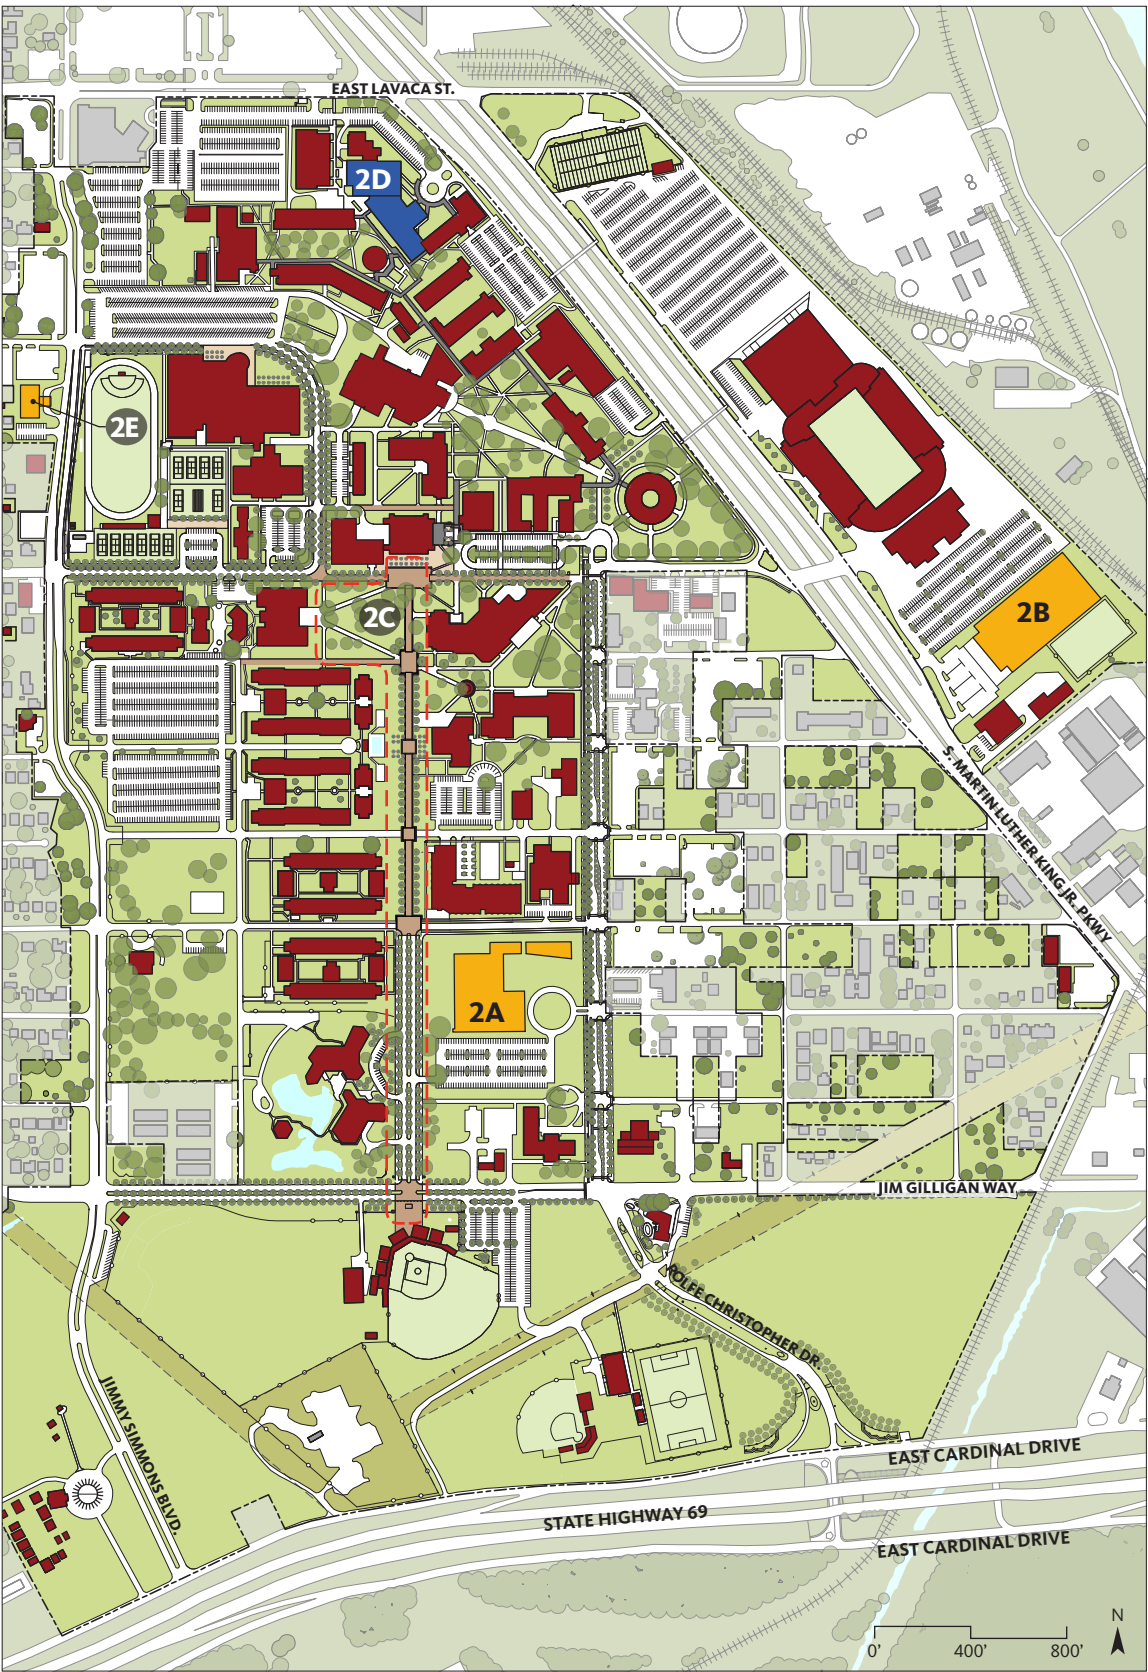 EAST LAVACA ST.
2D
2E
2C
2B
S. MARTIN LUTHER KING JR. PKWY
2A
JIM GILLIGAN WAY
ROLFE CHRISTOPHER DR.
JIMMY SIMMONS BLVD.
EAST CARDINAL DRIVE
STATE HIGHWAY 69
EAST CARDINAL DRIVE
N
0' 400' 800'